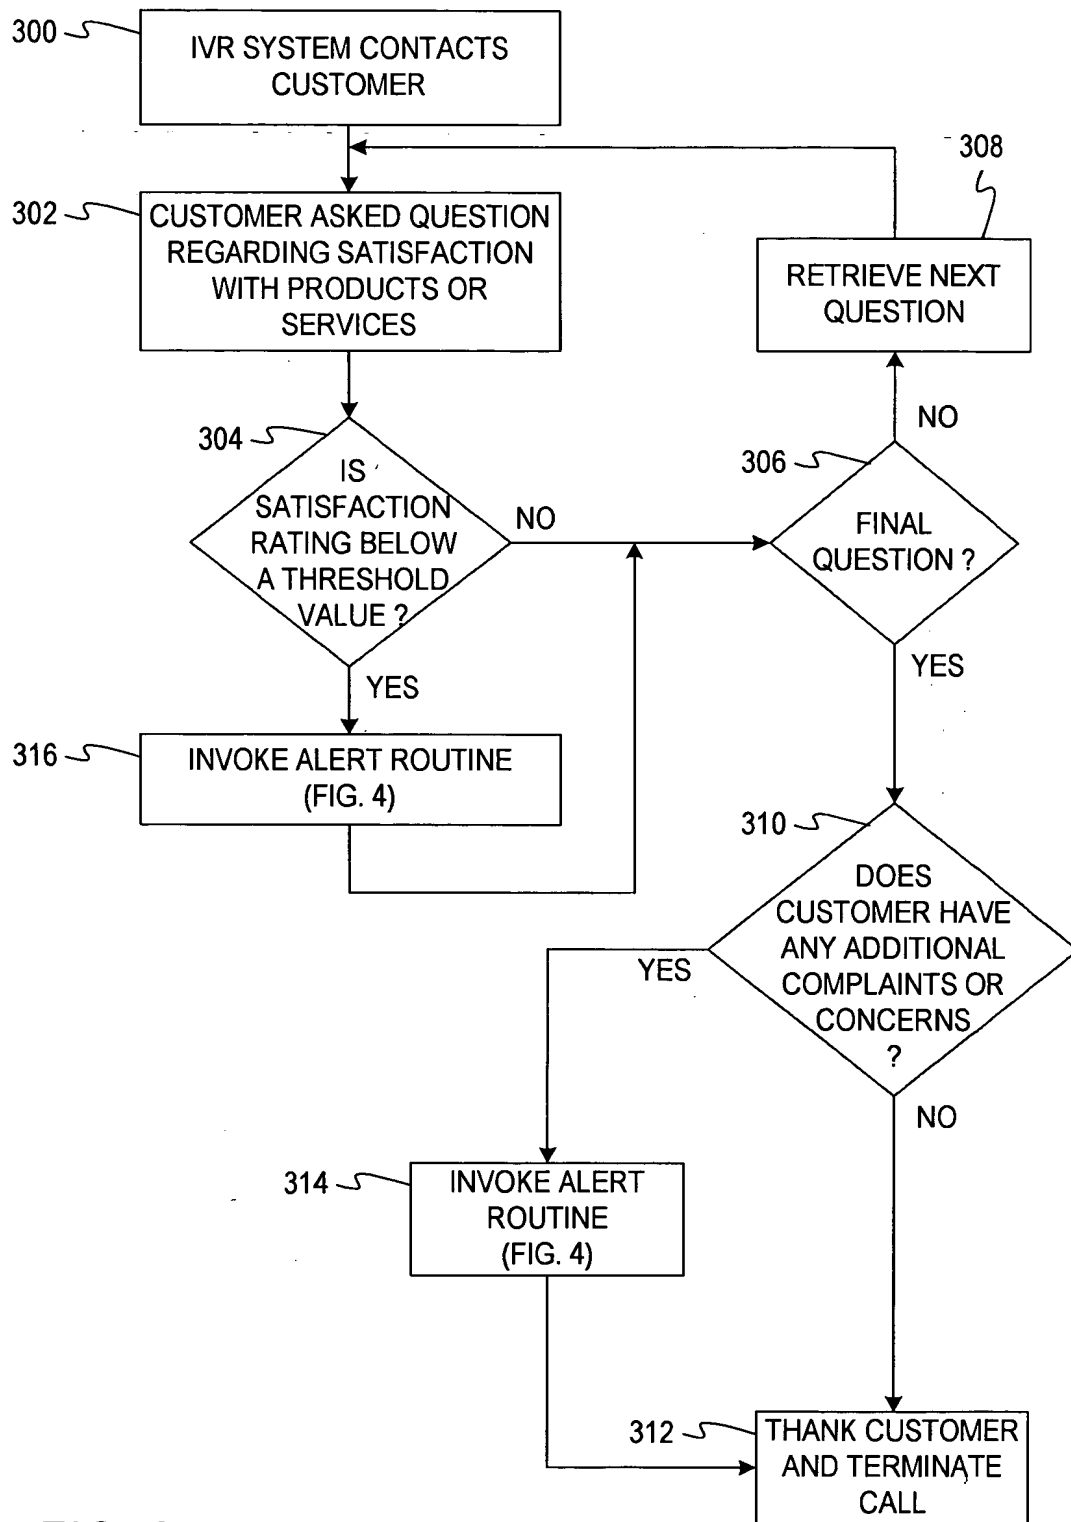 300
IVR SYSTEM CONTACTS
CUSTOMER
308
302
CUSTOMER ASKED QUESTION
REGARDING SATISFACTION
WITH PRODUCTS OR
SERVICES
RETRIEVE NEXT
QUESTION
NO
304
IS
SATISFACTION
RATING BELOW
A THRESHOLD
VALUE ?
NO
306
FINAL
QUESTION ?
YES
YES
316
INVOKE ALERT ROUTINE
(FIG. 4)
310
DOES
CUSTOMER HAVE
ANY ADDITIONAL
COMPLAINTS OR
CONCERNS
?
YES
NO
314
INVOKE ALERT
ROUTINE
(FIG. 4)
312
THANK CUSTOMER
AND TERMINATE
CALL